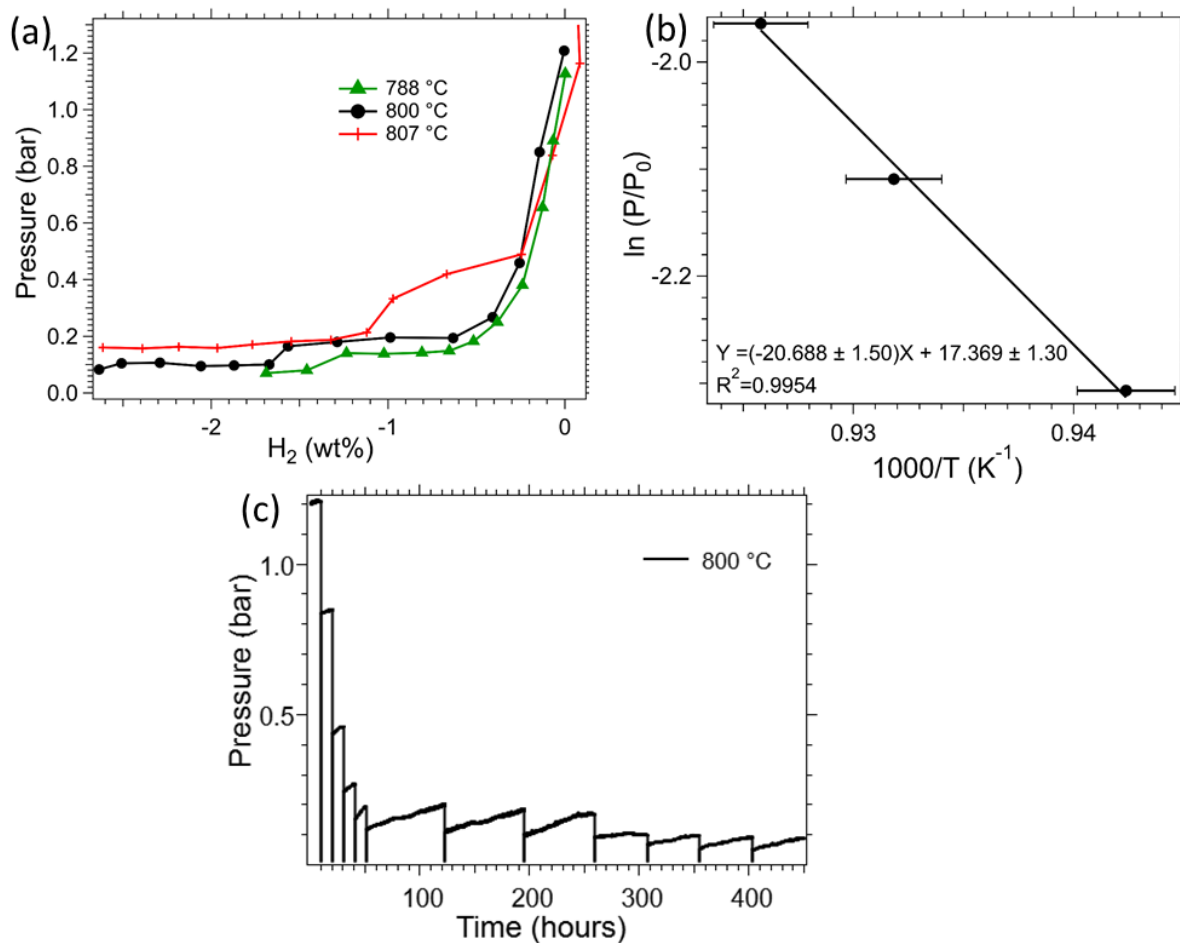 (a)
1.2
1.0
0.8
0.6
0.4
0.2
0.0
Pressure (bar)
788 °C
800 °C
807 °C
-2
-1
0
H2 (wt%)
(b)
-2.0
-2.2
ln (P/P0)
Y =(-20.688 ± 1.50)X + 17.369 ± 1.30
R2=0.9954
0.93
0.94
1000/T (K-1)
(c)
1.0
0.5
Pressure (bar)
800 °C
100
200
300
400
Time (hours)